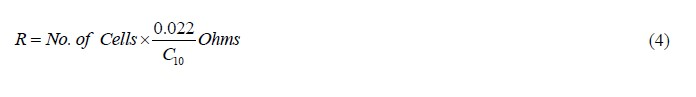 R = No. of Cells × 0.022 / C₁₀ Ohms (4)